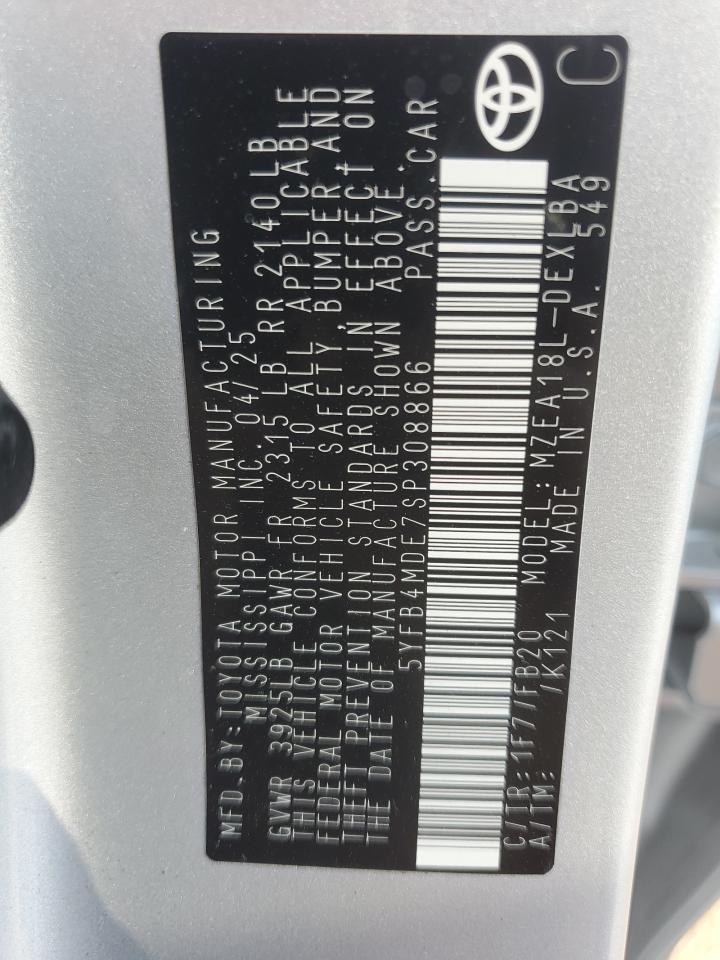 MFD.BY:TOYOTA MOTOR MANUFACTURING
MISSISSIPPI INC. 04/25
GVWR 3925LB GAWR FR 2315 LB RR 2140LB
THIS VEHICLE CONFORMS TO ALL APPLICABLE
FEDERAL MOTOR VEHICLE SAFETY, BUMPER, AND
THEFT PREVENTION STANDARDS IN EFFECT ON
THE DATE OF MANUFACTURE SHOWN ABOVE.
5YFB4MDE7SP308866 PASS.CAR
C/TR:1F7/FB20 MODEL:MZEA18L-DEXLBA
A/TM: /K121 MADE IN U.S.A. 549
C